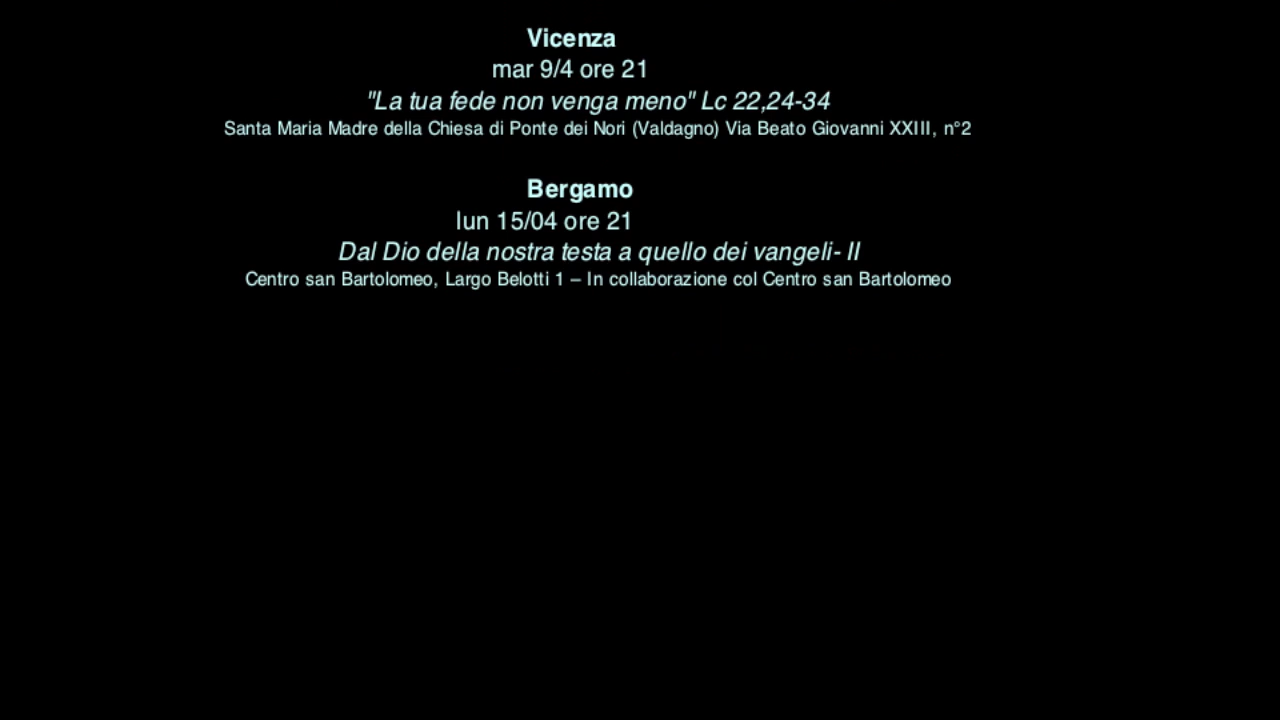 Vicenza
mar 9/4 ore 21
"La tua fede non venga meno" Lc 22,24-34
Santa Maria Madre della Chiesa di Ponte dei Nori (Valdagno) Via Beato Giovanni XXIII, n°2
Bergamo
lun 15/04 ore 21
Dal Dio della nostra testa a quello dei vangeli- II
Centro san Bartolomeo, Largo Belotti 1 – In collaborazione col Centro san Bartolomeo